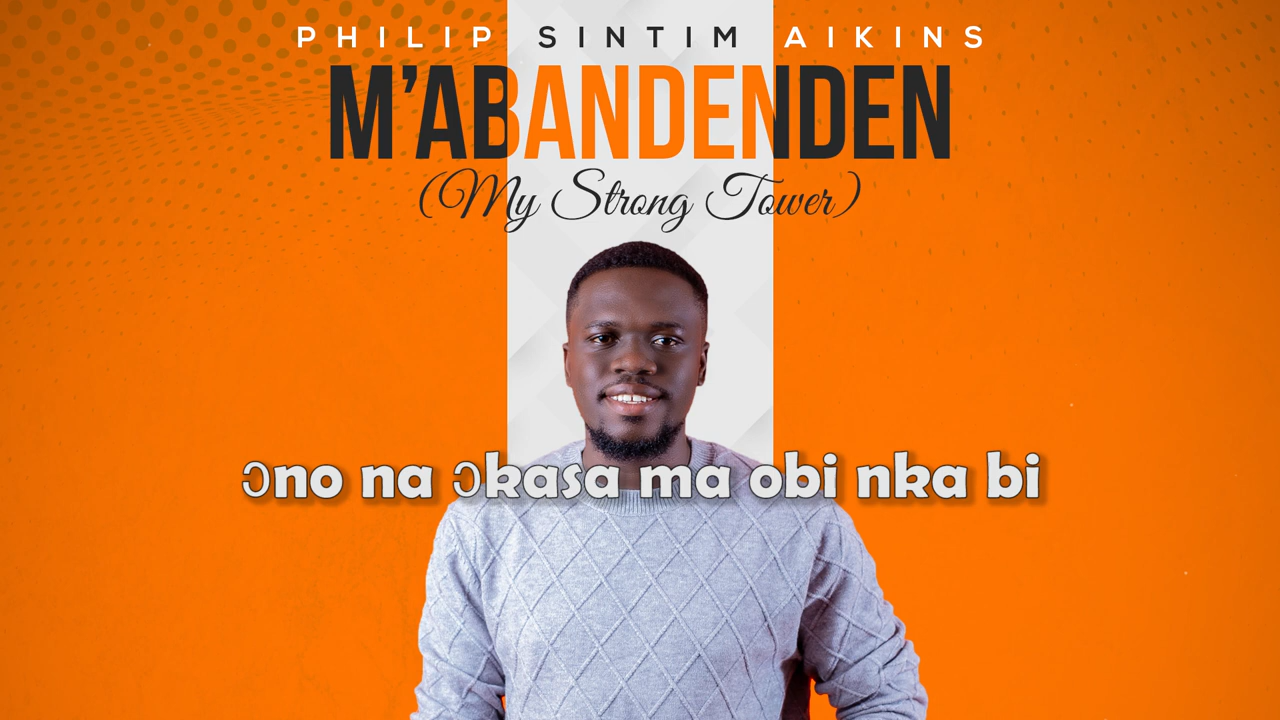 PHILIP SINTIM AIKINS
M'ABANDENDEN
(My Strong Tower)
ɔno na ɔkasa ma obi nka bi